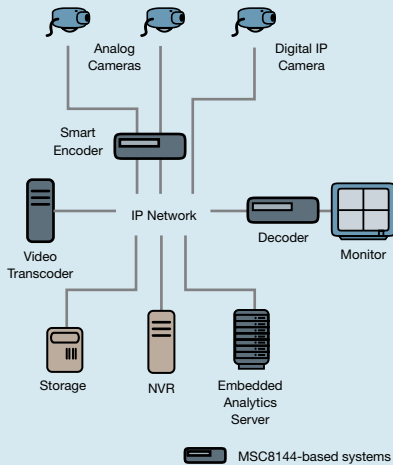 Analog
Cameras
Digital IP
Camera
Smart
Encoder
IP Network
Video
Transcoder
Decoder
Monitor
Storage
NVR
Embedded
Analytics
Server
MSC8144-based systems